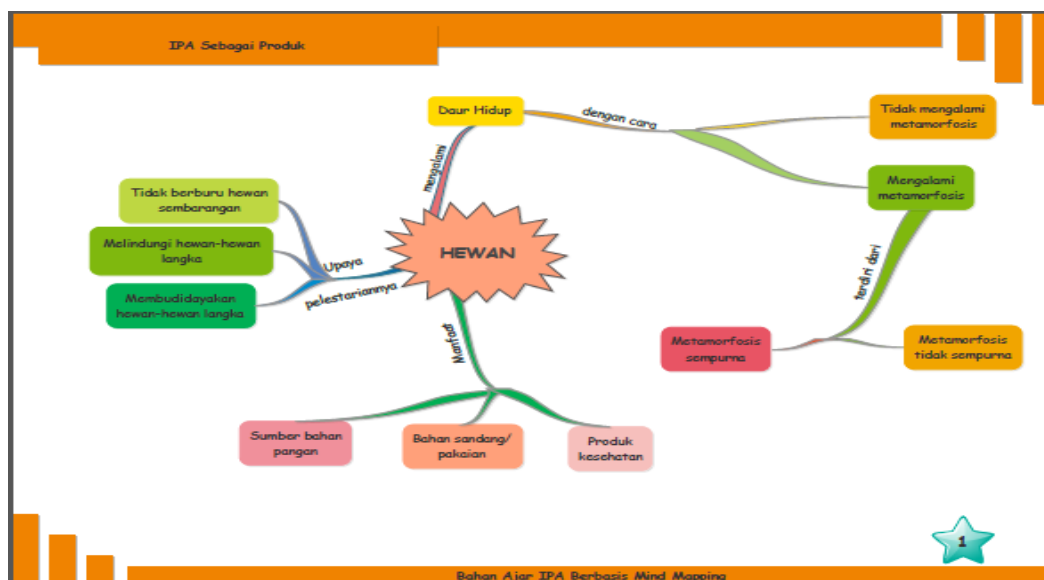 IPA Sebagai Produk
Daur Hidup
dengan cara
Tidak mengalami
metamorfosis
mengalami
Mengalami
metamorfosis
Tidak berburu hewan
sembarangan
Melindungi hewan-hewan
langka
Membudidayakan
hewan-hewan langka
Upaya
pelestariannya
HEWAN
terdiri dari
Manfaat
Metamorfosis
sempurna
Metamorfosis
tidak sempurna
Sumber bahan
pangan
Bahan sandang/
pakaian
Produk
kesehatan
1
Bahan Ajar IPA Berbasis Mind Mapping